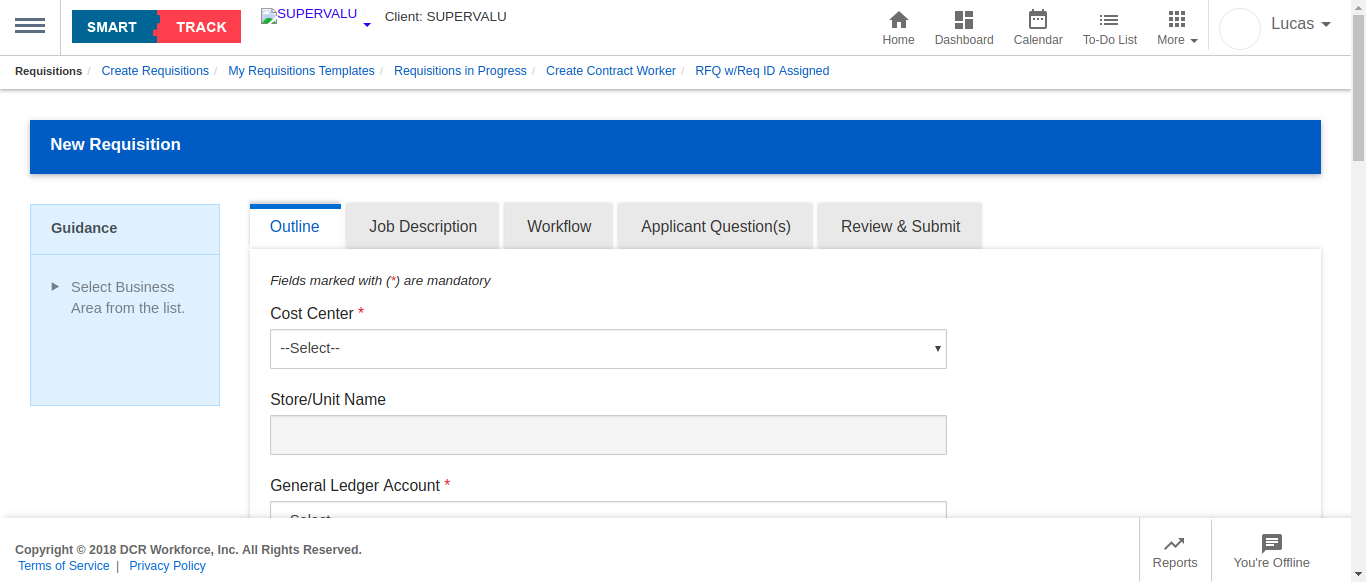 SMART TRACK
SUPERVALU
Client: SUPERVALU
Home
Dashboard
Calendar
To-Do List
More
Lucas
Requisitions / Create Requisitions / My Requisitions Templates / Requisitions in Progress / Create Contract Worker / RFQ w/Req ID Assigned
New Requisition
Guidance
Select Business
Area from the list.
Outline
Job Description
Workflow
Applicant Question(s)
Review & Submit
Fields marked with (*) are mandatory
Cost Center *
--Select--
Store/Unit Name
General Ledger Account *
--Select--
Copyright © 2018 DCR Workforce, Inc. All Rights Reserved.
Terms of Service | Privacy Policy
Reports
You're Offline